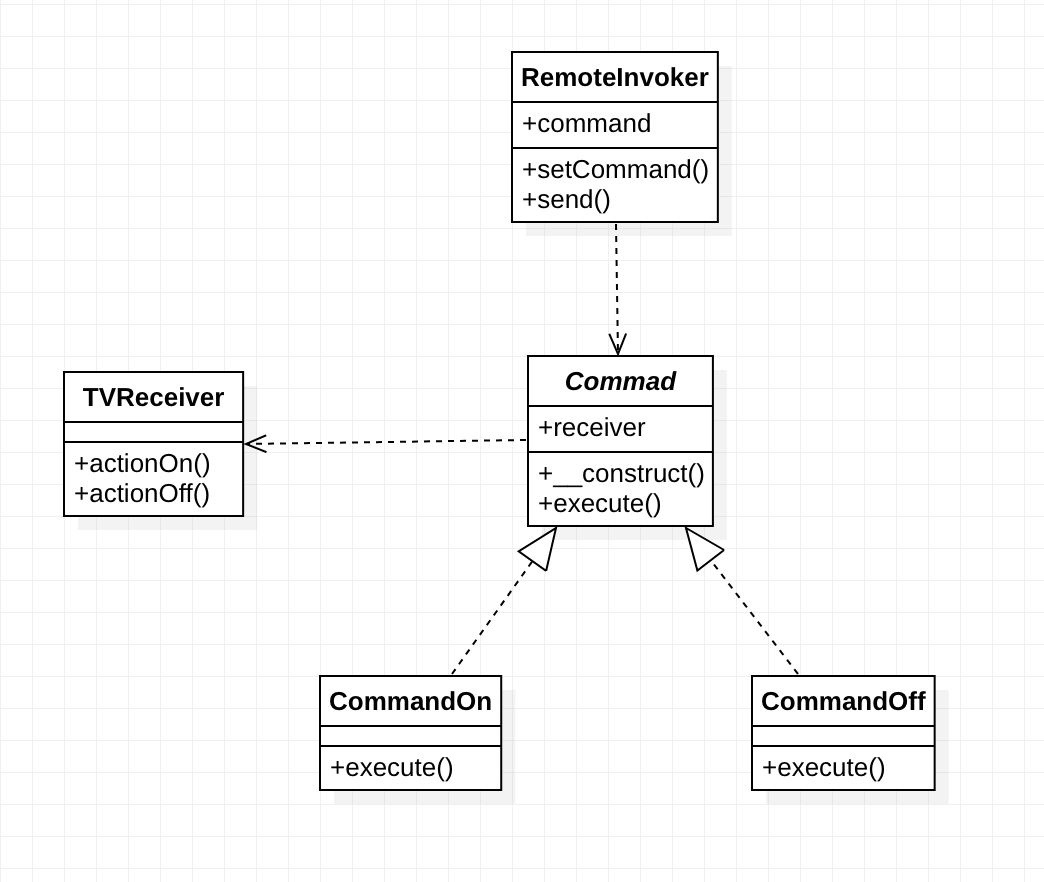 RemoteInvoker
+command
+setCommand()
+send()
TVReceiver
+actionOn()
+actionOff()
Commad
+receiver
+__construct()
+execute()
CommandOn
+execute()
CommandOff
+execute()